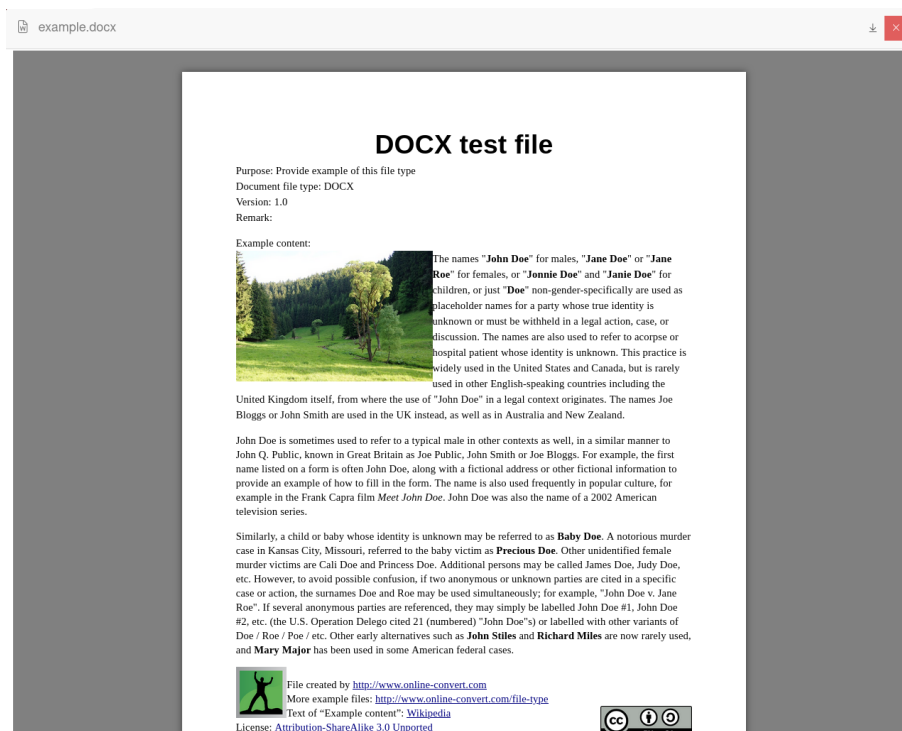 example.docx
DOCX test file
Purpose: Provide example of this file type
Document file type: DOCX
Version: 1.0
Remark:
Example content:
The names "John Doe" for males, "Jane Doe" or "Jane
Roe" for females, or "Jonnie Doe" and "Janie Doe" for
children, or just "Doe" non-gender-specifically are used as
placeholder names for a party whose true identity is
unknown or must be withheld in a legal action, case, or
discussion. The names are also used to refer to acorpse or
hospital patient whose identity is unknown. This practice is
widely used in the United States and Canada, but is rarely
used in other English-speaking countries including the
United Kingdom itself, from where the use of "John Doe" in a legal context originates. The names Joe
Bloggs or John Smith are used in the UK instead, as well as in Australia and New Zealand.
John Doe is sometimes used to refer to a typical male in other contexts as well, in a similar manner to
John Q. Public, known in Great Britain as Joe Public, John Smith or Joe Bloggs. For example, the first
name listed on a form is often John Doe, along with a fictional address or other fictional information to
provide an example of how to fill in the form. The name is also used frequently in popular culture, for
example in the Frank Capra film Meet John Doe. John Doe was also the name of a 2002 American
television series.
Similarly, a child or baby whose identity is unknown may be referred to as Baby Doe. A notorious murder
case in Kansas City, Missouri, referred to the baby victim as Precious Doe. Other unidentified female
murder victims are Cali Doe and Princess Doe. Additional persons may be called James Doe, Judy Doe,
etc. However, to avoid possible confusion, if two anonymous or unknown parties are cited in a specific
case or action, the surnames Doe and Roe may be used simultaneously; for example, "John Doe v. Jane
Roe". If several anonymous parties are referenced, they may simply be labelled John Doe #1, John Doe
#2, etc. (the U.S. Operation Delego cited 21 (numbered) "John Doe"s) or labelled with other variants of
Doe / Roe / Poe / etc. Other early alternatives such as John Stiles and Richard Miles are now rarely used,
and Mary Major has been used in some American federal cases.
File created by http://www.online-convert.com
More example files: http://www.online-convert.com/file-type
Text of “Example content”: Wikipedia
License: Attribution-ShareAlike 3.0 Unported
cc